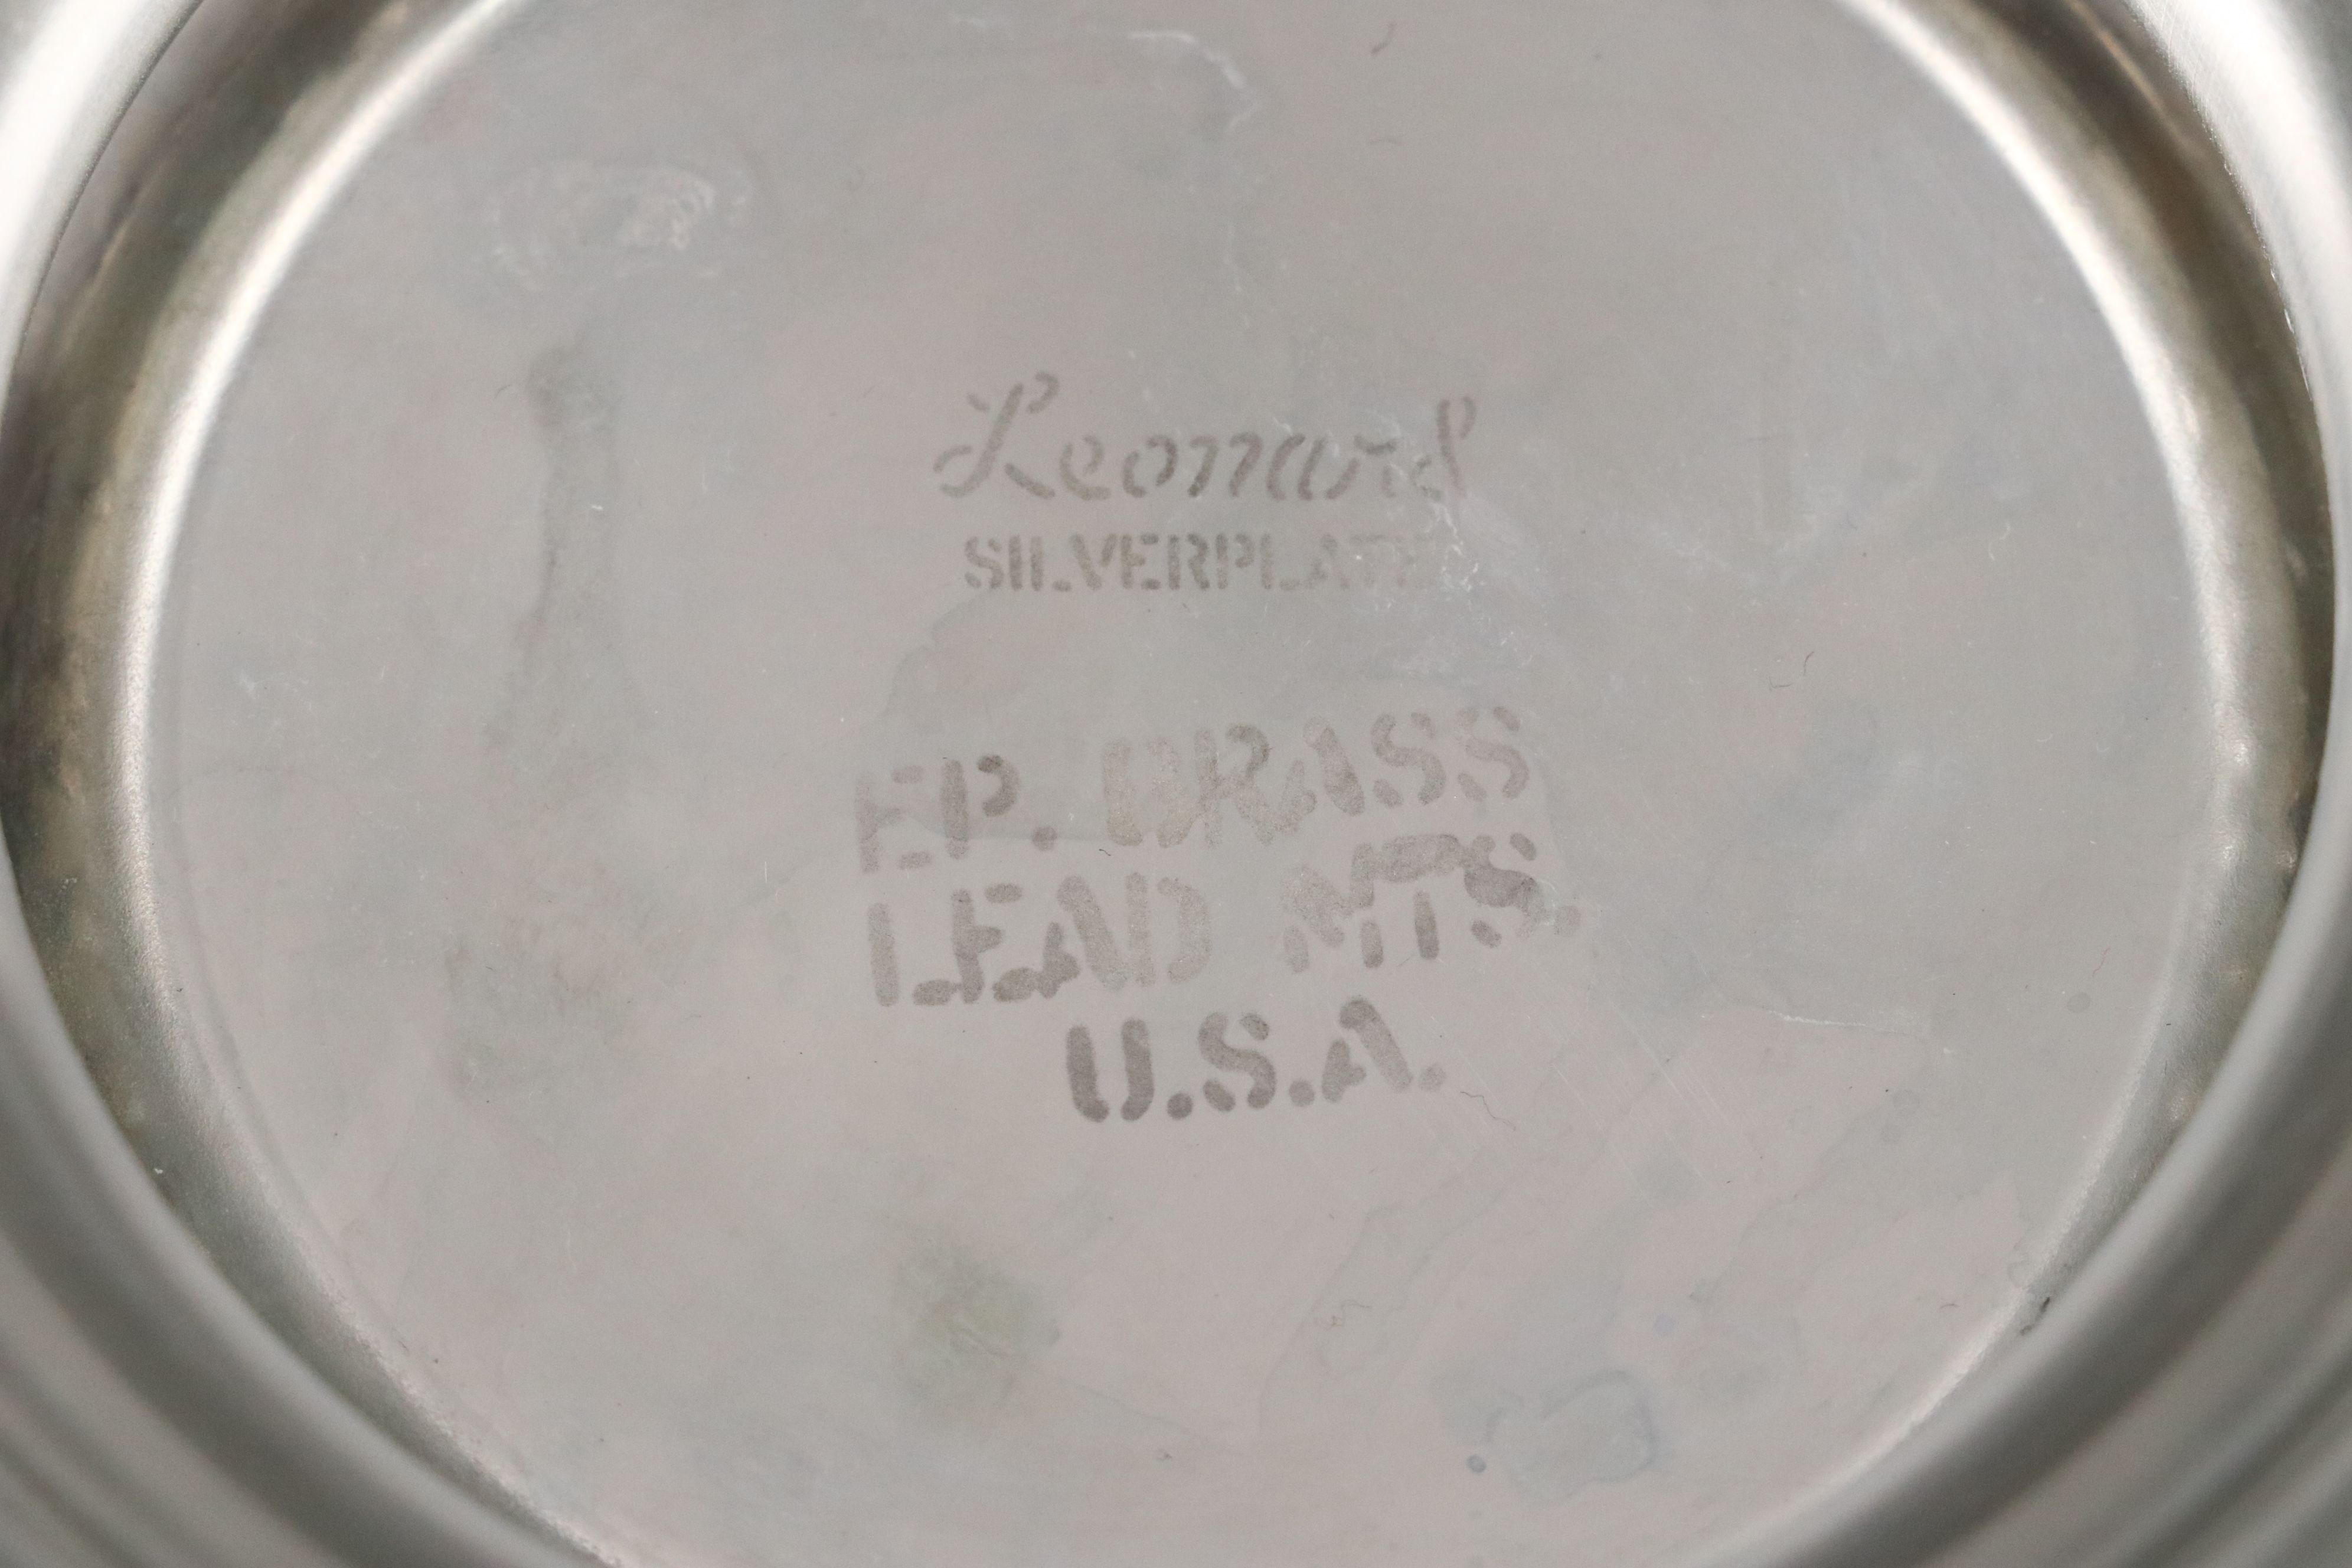 Leonard
SILVERPLATE
EP. BRASS
LEAD MTS.
U.S.A.